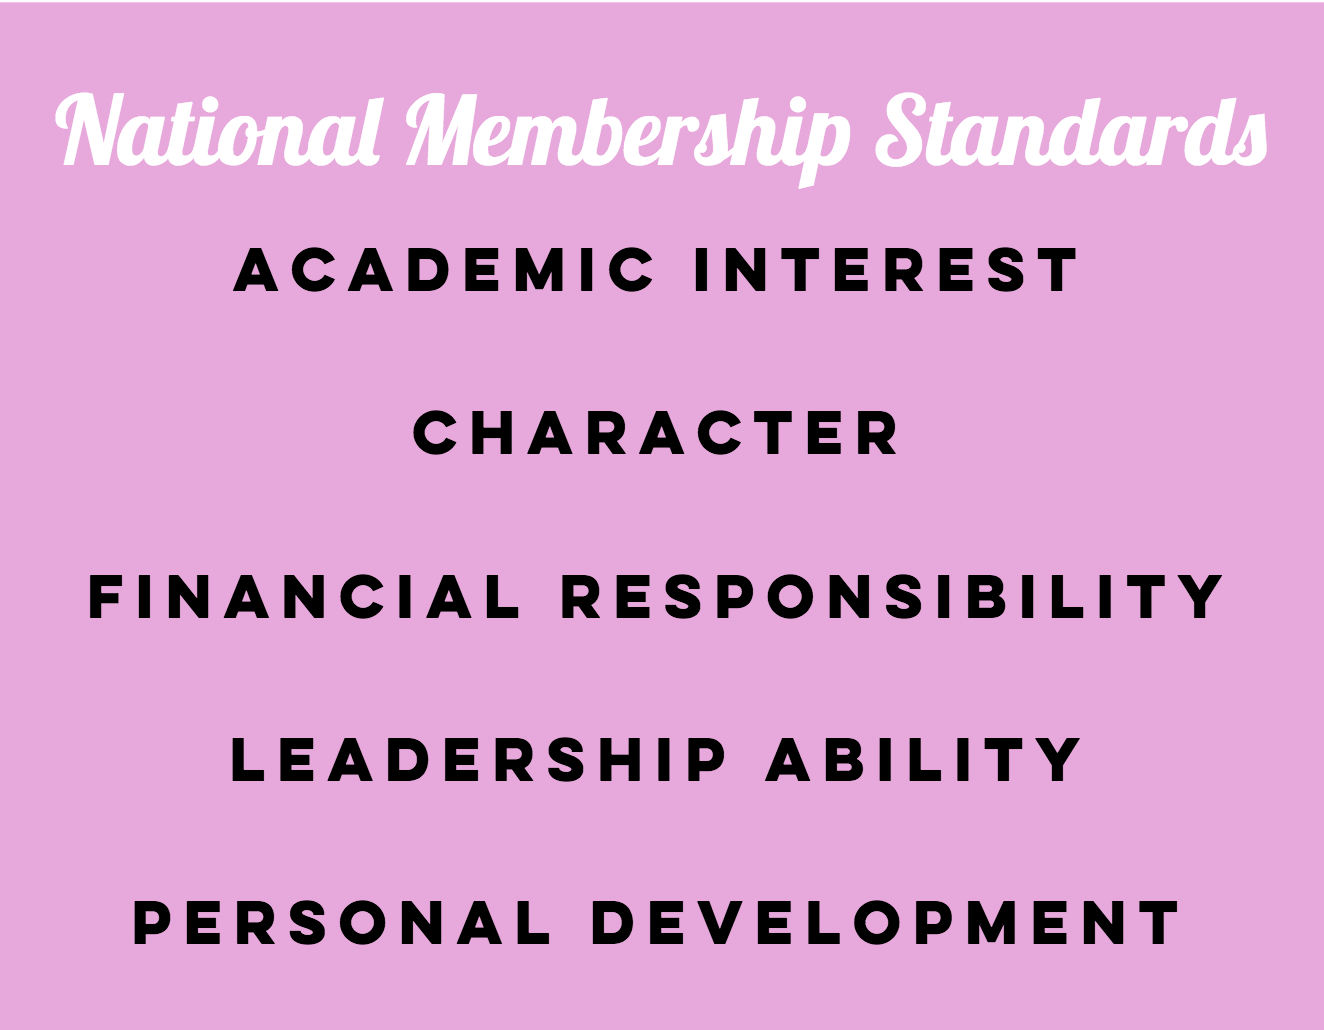 National Membership Standards
ACADEMIC INTEREST
CHARACTER
FINANCIAL RESPONSIBILITY
LEADERSHIP ABILITY
PERSONAL DEVELOPMENT